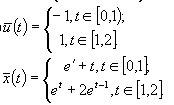 ū(t) = { -1, t ∈ [0,1);
1, t ∈ [1,2].
x̄(t) = { e^t + t, t ∈ [0,1],
e^t + 2e^{t-1}, t ∈ [1,2]